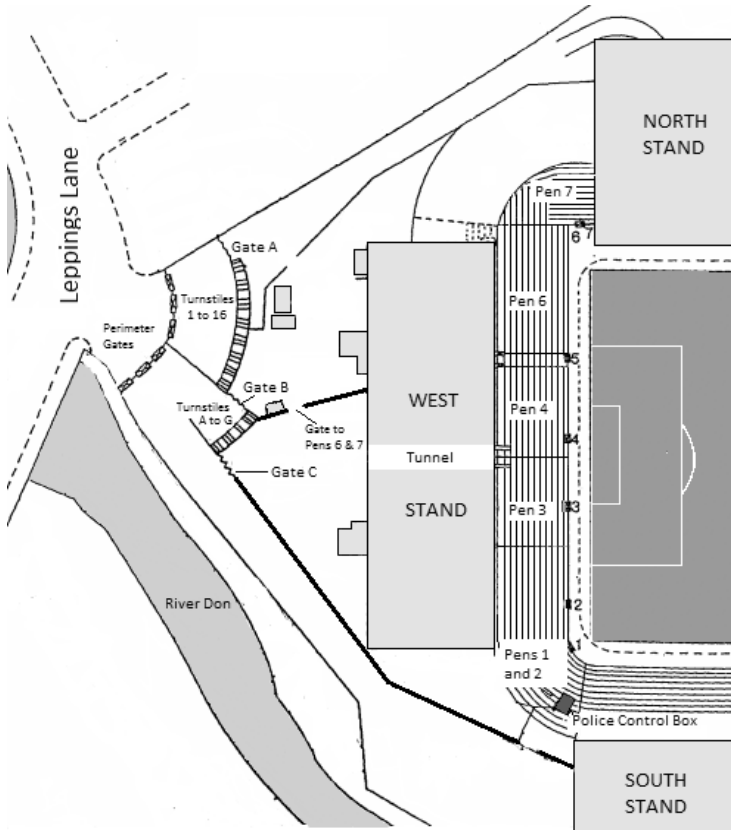 NORTH
STAND
Leppings Lane
Pen 7
6
7
Gate A
Turnstiles
1 to 16
Pen 6
Perimeter
Gates
5
Gate B
WEST
Pen 4
Turnstiles
A to G
Gate to
Pens 6 & 7
4
Tunnel
Gate C
Pen 3
3
STAND
River Don
2
1
Pens 1
and 2
Police Control Box
SOUTH
STAND